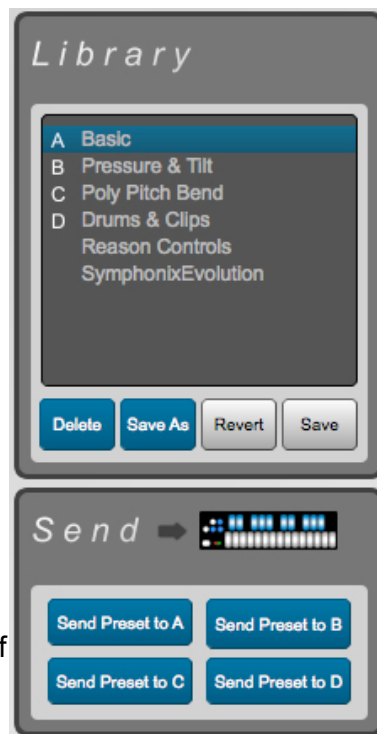 Library
A Basic
B Pressure & Tilt
C Poly Pitch Bend
D Drums & Clips
Reason Controls
SymphonixEvolution
Delete Save As Revert Save
Send
Send Preset to A Send Preset to B
f
Send Preset to C Send Preset to D